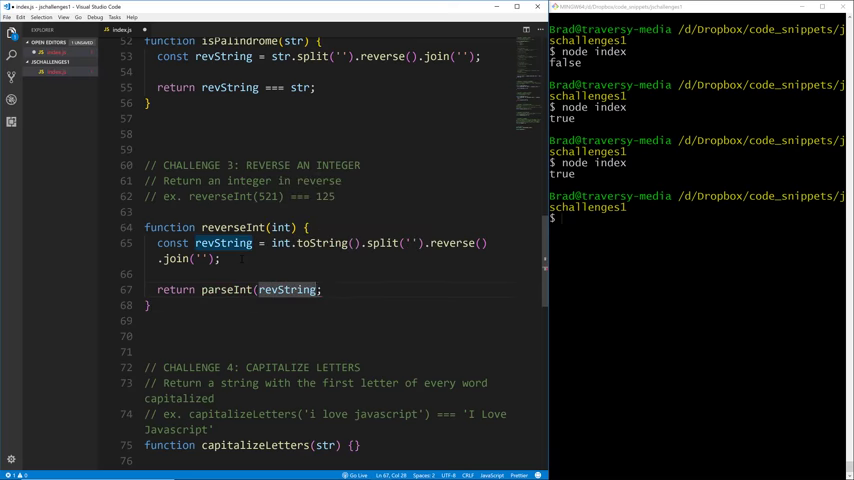 index.js - jschallenges1 - Visual Studio Code
File Edit Selection View Go Debug Tasks Help
EXPLORER
OPEN EDITORS 1 UNSAVED
index.js
JSCHALLENGES1
index.js
index.js
52 function isPalindrome(str) {
53 const revString = str.split('').reverse().join('');
54
55 return revString === str;
56 }
57
58
59
60 // CHALLENGE 3: REVERSE AN INTEGER
61 // Return an integer in reverse
62 // ex. reverseInt(521) === 125
63
64 function reverseInt(int) {
65 const revString = int.toString().split('').reverse()
.join('');
66
67 return parseInt(revString;
68 }
69
70
71
72 // CHALLENGE 4: CAPITALIZE LETTERS
73 // Return a string with the first letter of every word
capitalized
74 // ex. capitalizeLetters('i love javascript') === 'I Love
Javascript'
75 function capitalizeLetters(str) {}
76
1 0 Go Live Ln 67, Col 28 Spaces: 2 UTF-8 CRLF JavaScript Prettier
MINGW64:/d/Dropbox/code_snippets/jschallenges1
Brad@traversy-media /d/Dropbox/code_snippets/j
schallenges1
$ node index
false
Brad@traversy-media /d/Dropbox/code_snippets/j
schallenges1
$ node index
true
Brad@traversy-media /d/Dropbox/code_snippets/j
schallenges1
$ node index
true
Brad@traversy-media /d/Dropbox/code_snippets/j
schallenges1
$